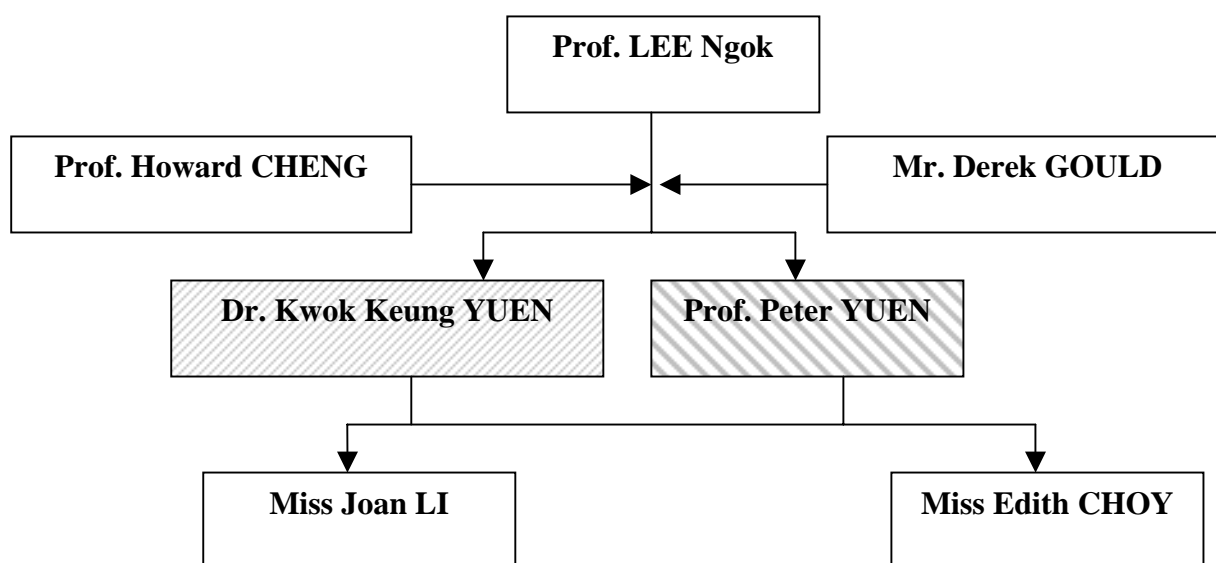 Prof. LEE Ngok
Prof. Howard CHENG
Mr. Derek GOULD
Dr. Kwok Keung YUEN
Prof. Peter YUEN
Miss Joan LI
Miss Edith CHOY